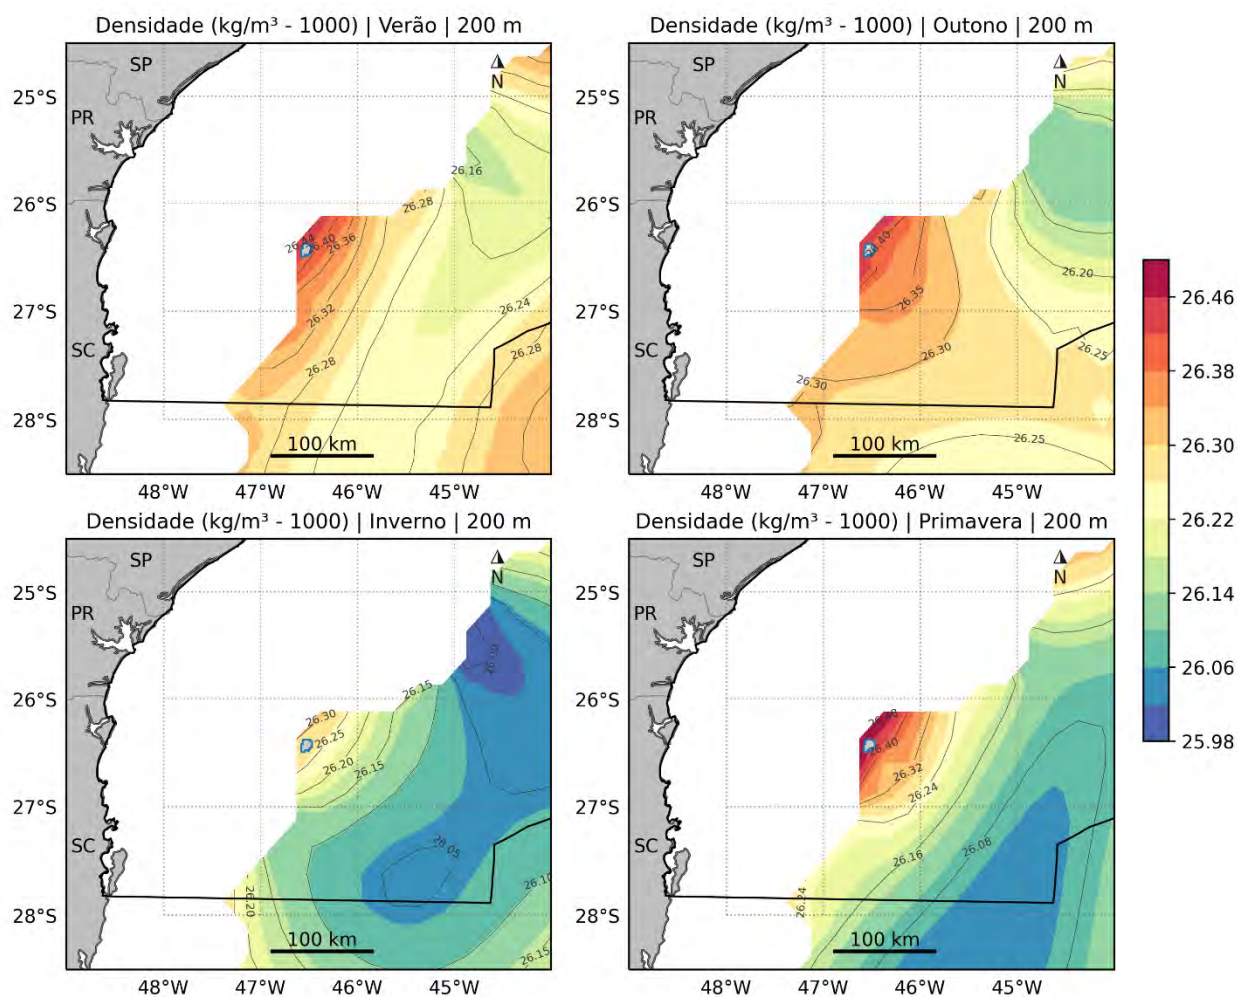 Densidade (kg/m³ - 1000) | Verão | 200 m
SP
N
25°S
PR
26.16
26°S
26.28
26.44
26.40
26.36
27°S
26.32
26.24
SC
26.28
26.28
28°S
100 km
48°W 47°W 46°W 45°W
Densidade (kg/m³ - 1000) | Outono | 200 m
SP
N
PR
26.40
26.20
26.35
SC
26.30
26.25
26.30
26.25
100 km
48°W 47°W 46°W 45°W
Densidade (kg/m³ - 1000) | Inverno | 200 m
SP
N
25°S
PR
26°S
26.15
26.30
26.25
26.20
26.15
27°S
SC
26.05
26.10
26.20
28°S
26.15
100 km
48°W 47°W 46°W 45°W
Densidade (kg/m³ - 1000) | Primavera | 200 m
SP
N
PR
26.40
26.32
26.24
SC
26.08
26.16
26.24
100 km
48°W 47°W 46°W 45°W
26.46
26.38
26.30
26.22
26.14
26.06
25.98